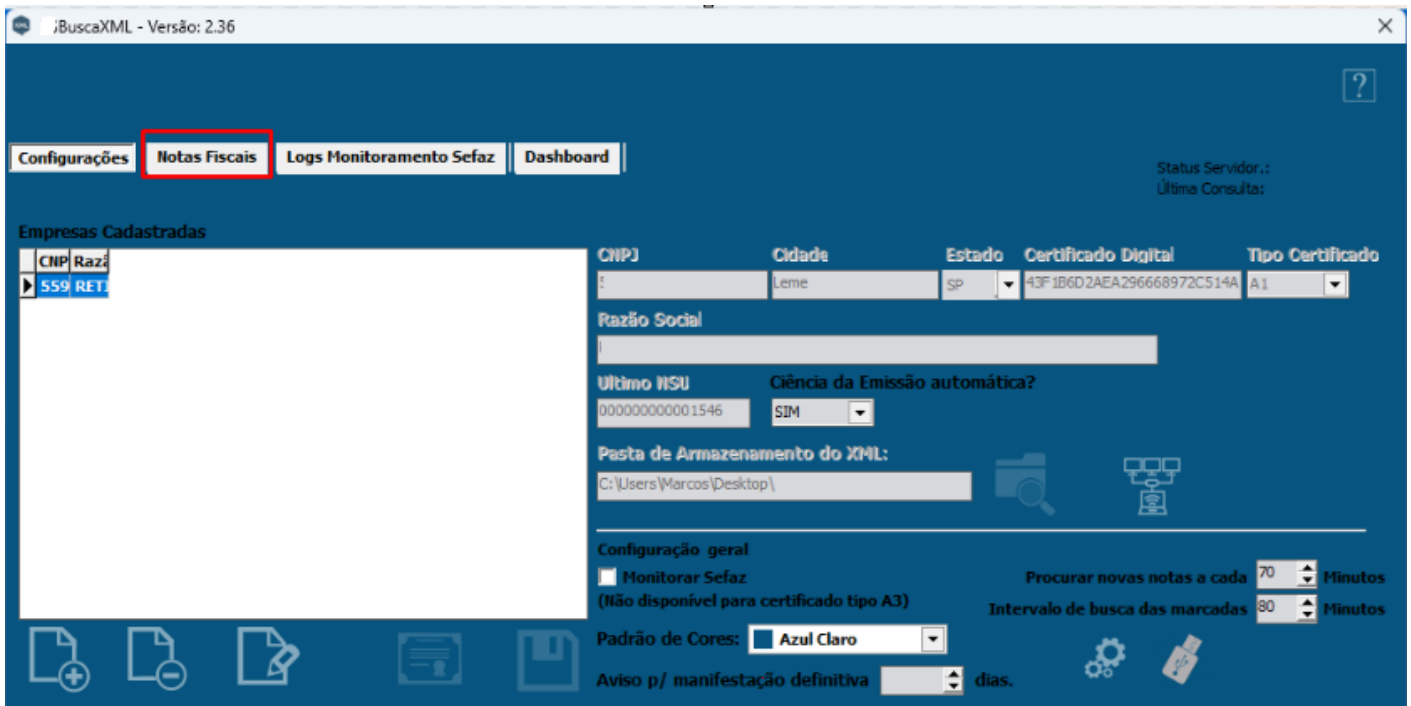 BuscaXML - Versão: 2.36
?
Configurações Notas Fiscais Logs Monitoramento Sefaz Dashboard
Status Servidor.:
Última Consulta:
Empresas Cadastradas
CNP Razã
559 RETI
CNPJ Cidade Estado Certificado Digital Tipo Certificado
Leme SP 43F1B6D2AEA296668972C514A A1
Razão Social
Ultimo NSU Ciência da Emissão automática?
000000000001546 SIM
Pasta de Armazenamento do XML:
C:\Users\Marcos\Desktop\
Configuração geral
Monitorar Sefaz Procurar novas notas a cada 70 Minutos
(Não disponível para certificado tipo A3) Intervalo de busca das marcadas 80 Minutos
Padrão de Cores: Azul Claro
Aviso p/ manifestação definitiva dias.